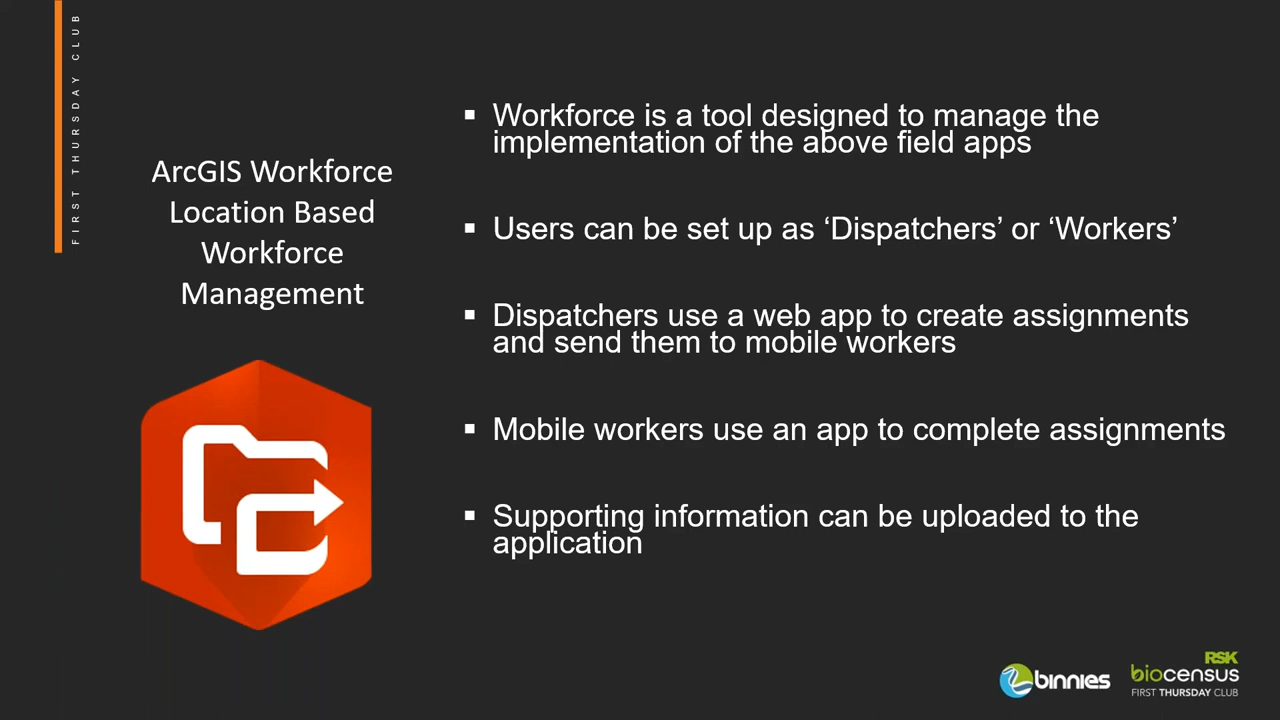 FIRST THURSDAY CLUB
ArcGIS Workforce
Location Based
Workforce
Management
▪ Workforce is a tool designed to manage the
implementation of the above field apps
▪ Users can be set up as ‘Dispatchers’ or ‘Workers’
▪ Dispatchers use a web app to create assignments
and send them to mobile workers
▪ Mobile workers use an app to complete assignments
▪ Supporting information can be uploaded to the
application
binnies
RSK
biocensus
FIRST THURSDAY CLUB